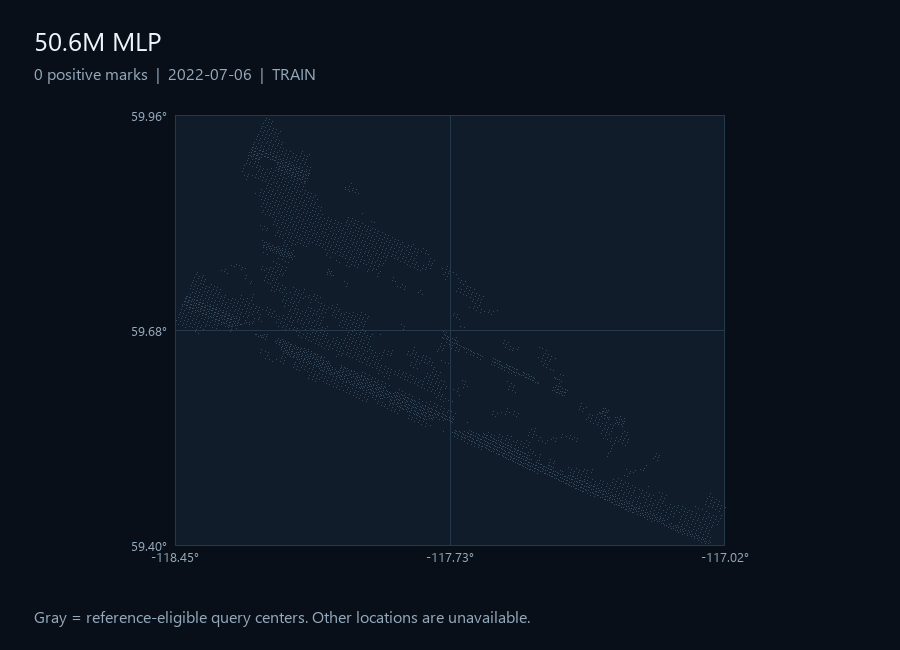 50.6M MLP
0 positive marks | 2022-07-06 | TRAIN
59.96°
59.68°
59.40°
-118.45° -117.73° -117.02°
Gray = reference-eligible query centers. Other locations are unavailable.